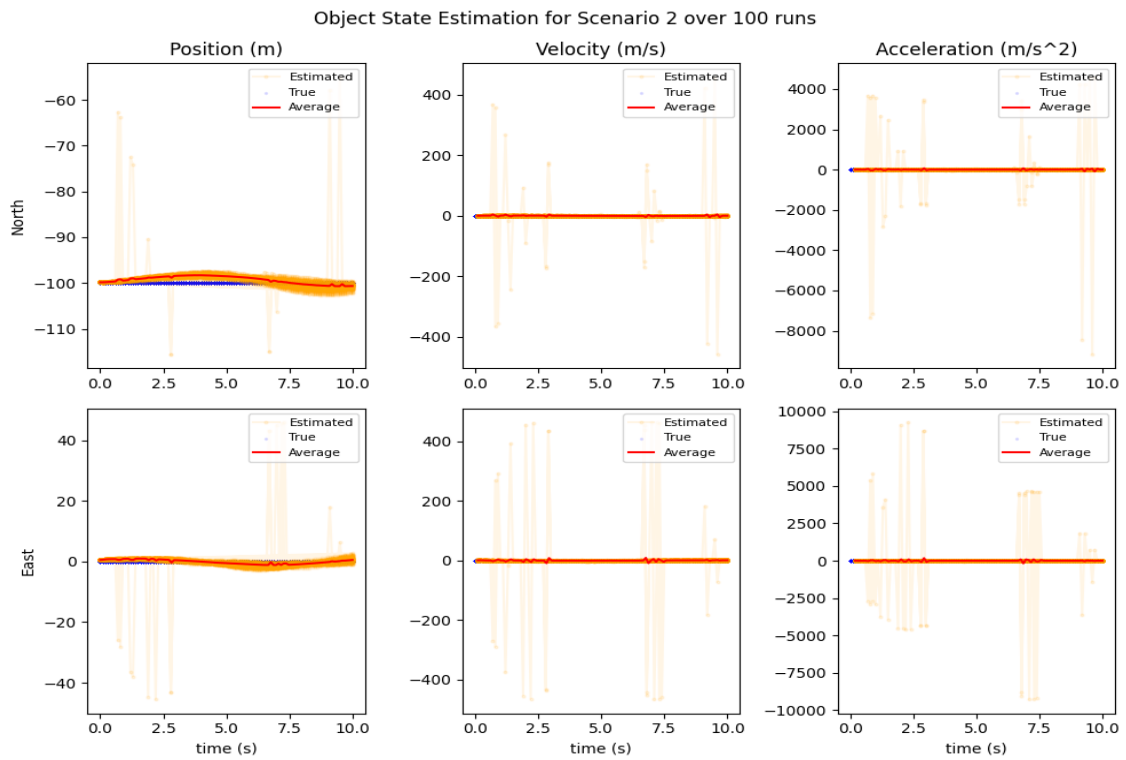 Object State Estimation for Scenario 2 over 100 runs
Position (m)
North
−60
−70
−80
−90
−100
−110
0.0 2.5 5.0 7.5 10.0
Estimated
True
Average
Velocity (m/s)
400
200
0
−200
−400
0.0 2.5 5.0 7.5 10.0
Estimated
True
Average
Acceleration (m/s^2)
4000
2000
0
−2000
−4000
−6000
−8000
0.0 2.5 5.0 7.5 10.0
Estimated
True
Average
East
40
20
0
−20
−40
0.0 2.5 5.0 7.5 10.0
time (s)
Estimated
True
Average
400
200
0
−200
−400
0.0 2.5 5.0 7.5 10.0
time (s)
Estimated
True
Average
10000
7500
5000
2500
0
−2500
−5000
−7500
−10000
0.0 2.5 5.0 7.5 10.0
time (s)
Estimated
True
Average